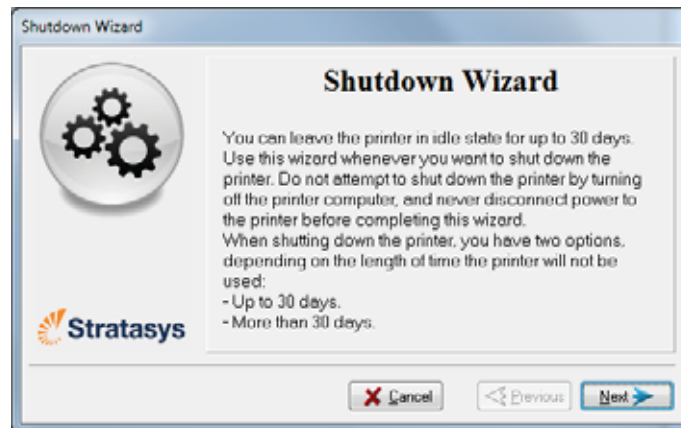 Shutdown Wizard
Shutdown Wizard
You can leave the printer in idle state for up to 30 days.
Use this wizard whenever you want to shut down the
printer. Do not attempt to shut down the printer by turning
off the printer computer, and never disconnect power to
the printer before completing this wizard.
When shutting down the printer, you have two options,
depending on the length of time the printer will not be
used:
- Up to 30 days.
- More than 30 days.
Stratasys
Cancel
Previous
Next